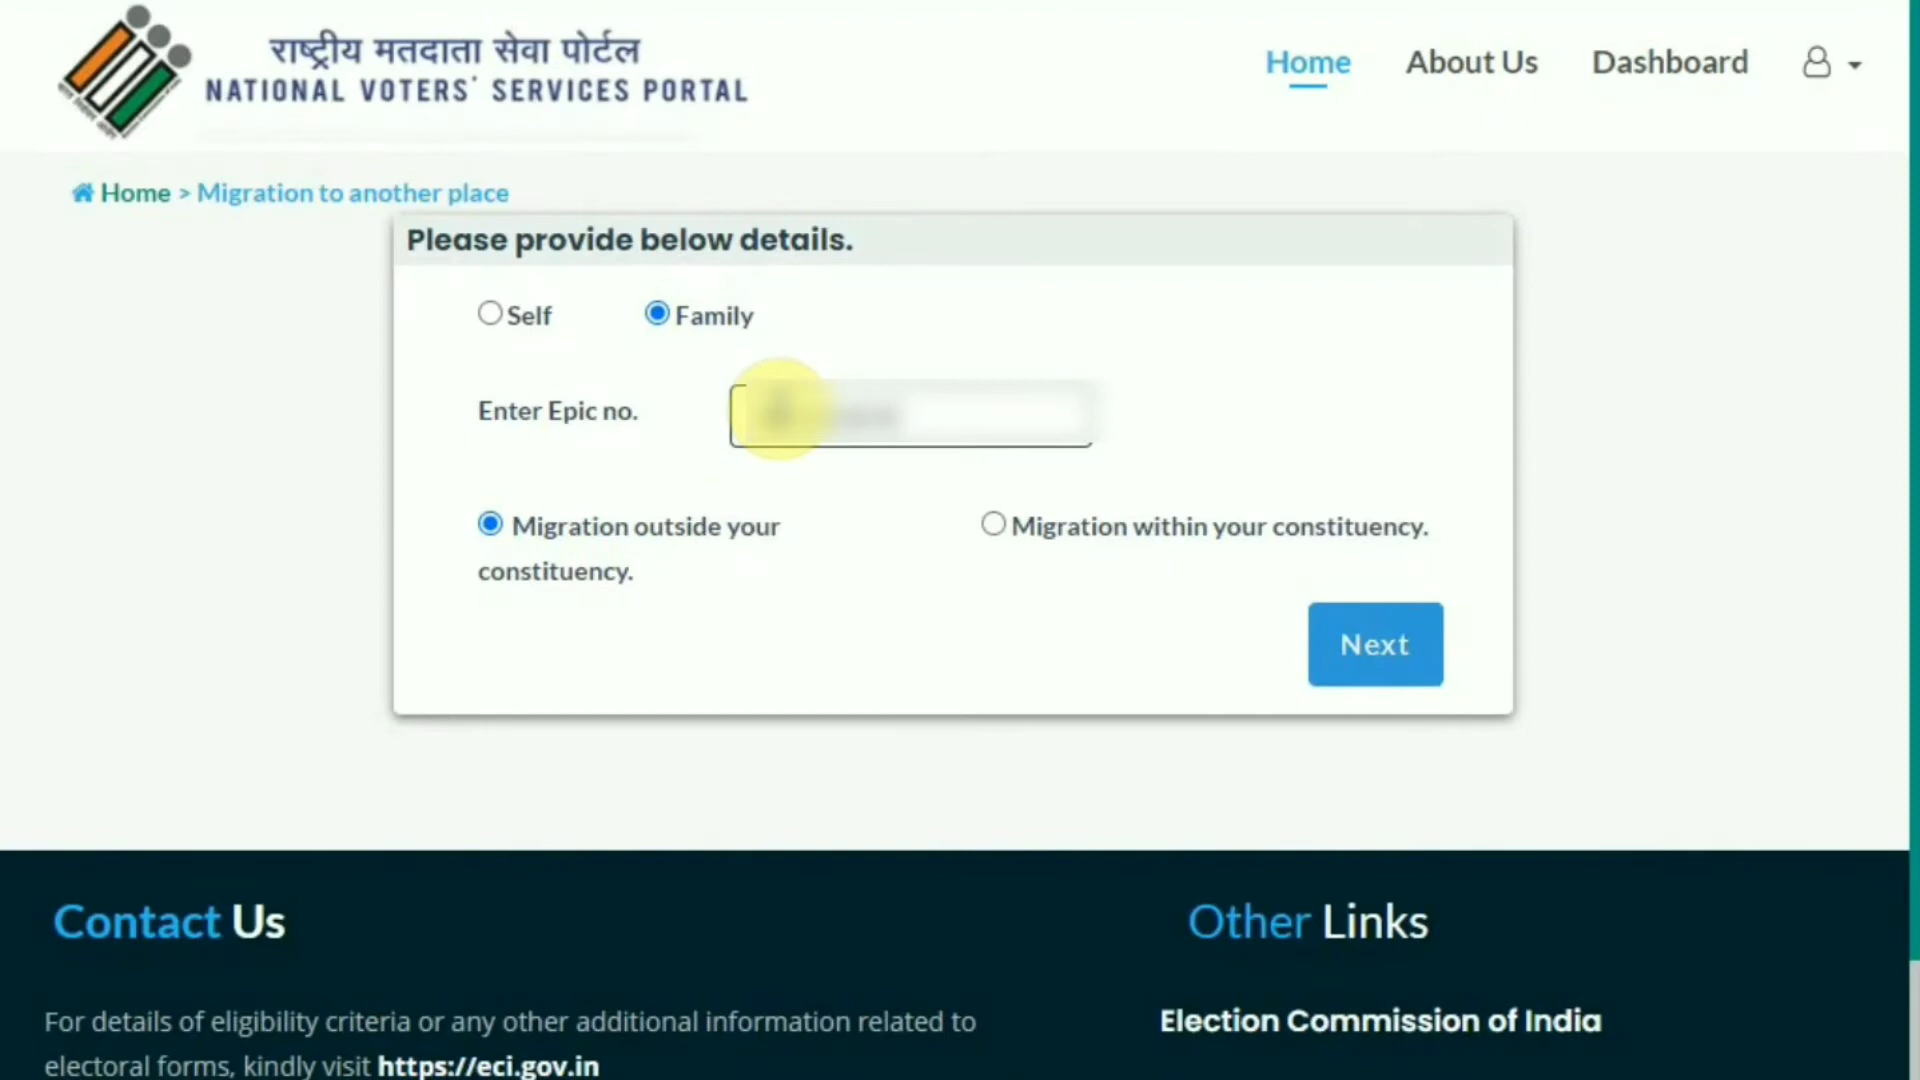 राष्ट्रीय मतदाता सेवा पोर्टल
NATIONAL VOTERS' SERVICES PORTAL
Home About Us Dashboard
Home > Migration to another place
Please provide below details.
Self Family
Enter Epic no.
Migration outside your constituency.
Migration within your constituency.
Next
Contact Us
For details of eligibility criteria or any other additional information related to
electoral forms, kindly visit https://eci.gov.in
Other Links
Election Commission of India